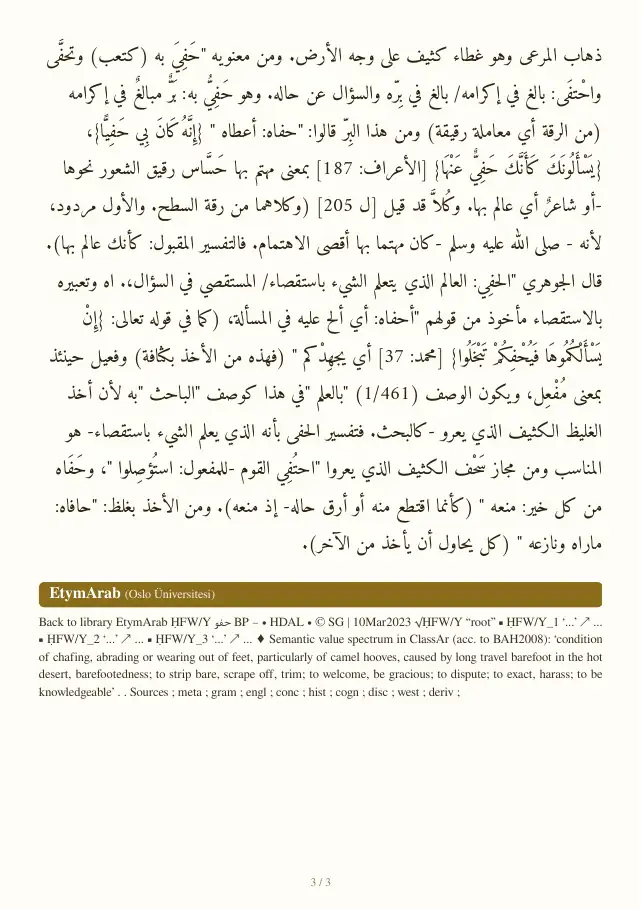 ذهاب المرعى وهو غطاء كثيف على وجه الأرض. ومن معنويه "حَفِيَ به (كتعب) وتحفَّى
واحْتفَى: بالغ في إكرامه/ بالغ في بِرّه والسؤال عن حاله. وهو حَفِيُّ به: بَرٌّ مبالغٌ في إكرامه
(من الرقة أي معاملة رقيقة) ومن هذا البِرّ قالوا: "حفاه: أعطاه " {إِنَّهُ كَانَ بِي حَفِيًّا}،
{يَسْأَلُونَكَ كَأَنَّكَ حَفِيٌّ عَنْهَا} [الأعراف: 187] بمعنى مهتم بها حَسَّاس رقيق الشعور نحوها
-أو شاعرٌ أي عالم بها. وكُلاًّ قد قيل [ل 205] (وكلاهما من رقة السطح. والأول مردود،
لأنه - صلى الله عليه وسلم -كان مهتما بها أقصى الاهتمام. فالتفسير المقبول: كأنك عالم بها).
قال الجوهري "الحفِي: العالم الذي يتعلم الشيء باستقصاء/ المستقصي في السؤال،. اه وتعبيره
بالاستقصاء مأخوذ من قولهم "أحفاه: أي ألح عليه في المسألة، (كما في قوله تعالى: {إِنْ
يَسْأَلْكُمُوهَا فَيُحْفِكُمْ تَبْخَلُوا} [محمد: 37] أي يجهِدْكم " (فهذه من الأخذ بكثافة) وفعيل حينئذ
بمعنى مُفْعِل، ويكون الوصف (1/461) "بالعلم "في هذا كوصف "الباحث "به لأن أخذ
الغليظ الكثيف الذي يعرو -كالبحث. فتفسير الحفى بأنه الذي يعلم الشيء باستقصاء- هو
المناسب ومن مجاز سَحْف الكثيف الذي يعروا "احتُفِي القوم -للمفعول: استُؤصِلوا "، وحَفَاه
من كل خير: منعه " (كأنما اقتطع منه أو أرق حاله- إذ منعه). ومن الأخذ بغلظ: "حافاه:
ماراه ونازعه " (كل يحاول أن يأخذ من الآخر).
EtymArab (Oslo Üniversitesi)
Back to library EtymArab ḤFW/Y حفو BP – • HDAL • © SG | 10Mar2023 √ḤFW/Y “root” ▪ ḤFW/Y_1 ‘...’ ↗ ...
▪ ḤFW/Y_2 ‘...’ ↗ ... ▪ ḤFW/Y_3 ‘...’ ↗ ... ♦ Semantic value spectrum in ClassAr (acc. to BAH2008): ‘condition
of chafing, abrading or wearing out of feet, particularly of camel hooves, caused by long travel barefoot in the hot
desert, barefootedness; to strip bare, scrape off, trim; to welcome, be gracious; to dispute; to exact, harass; to be
knowledgeable’ . . Sources ; meta ; gram ; engl ; conc ; hist ; cogn ; disc ; west ; deriv ;
3 / 3